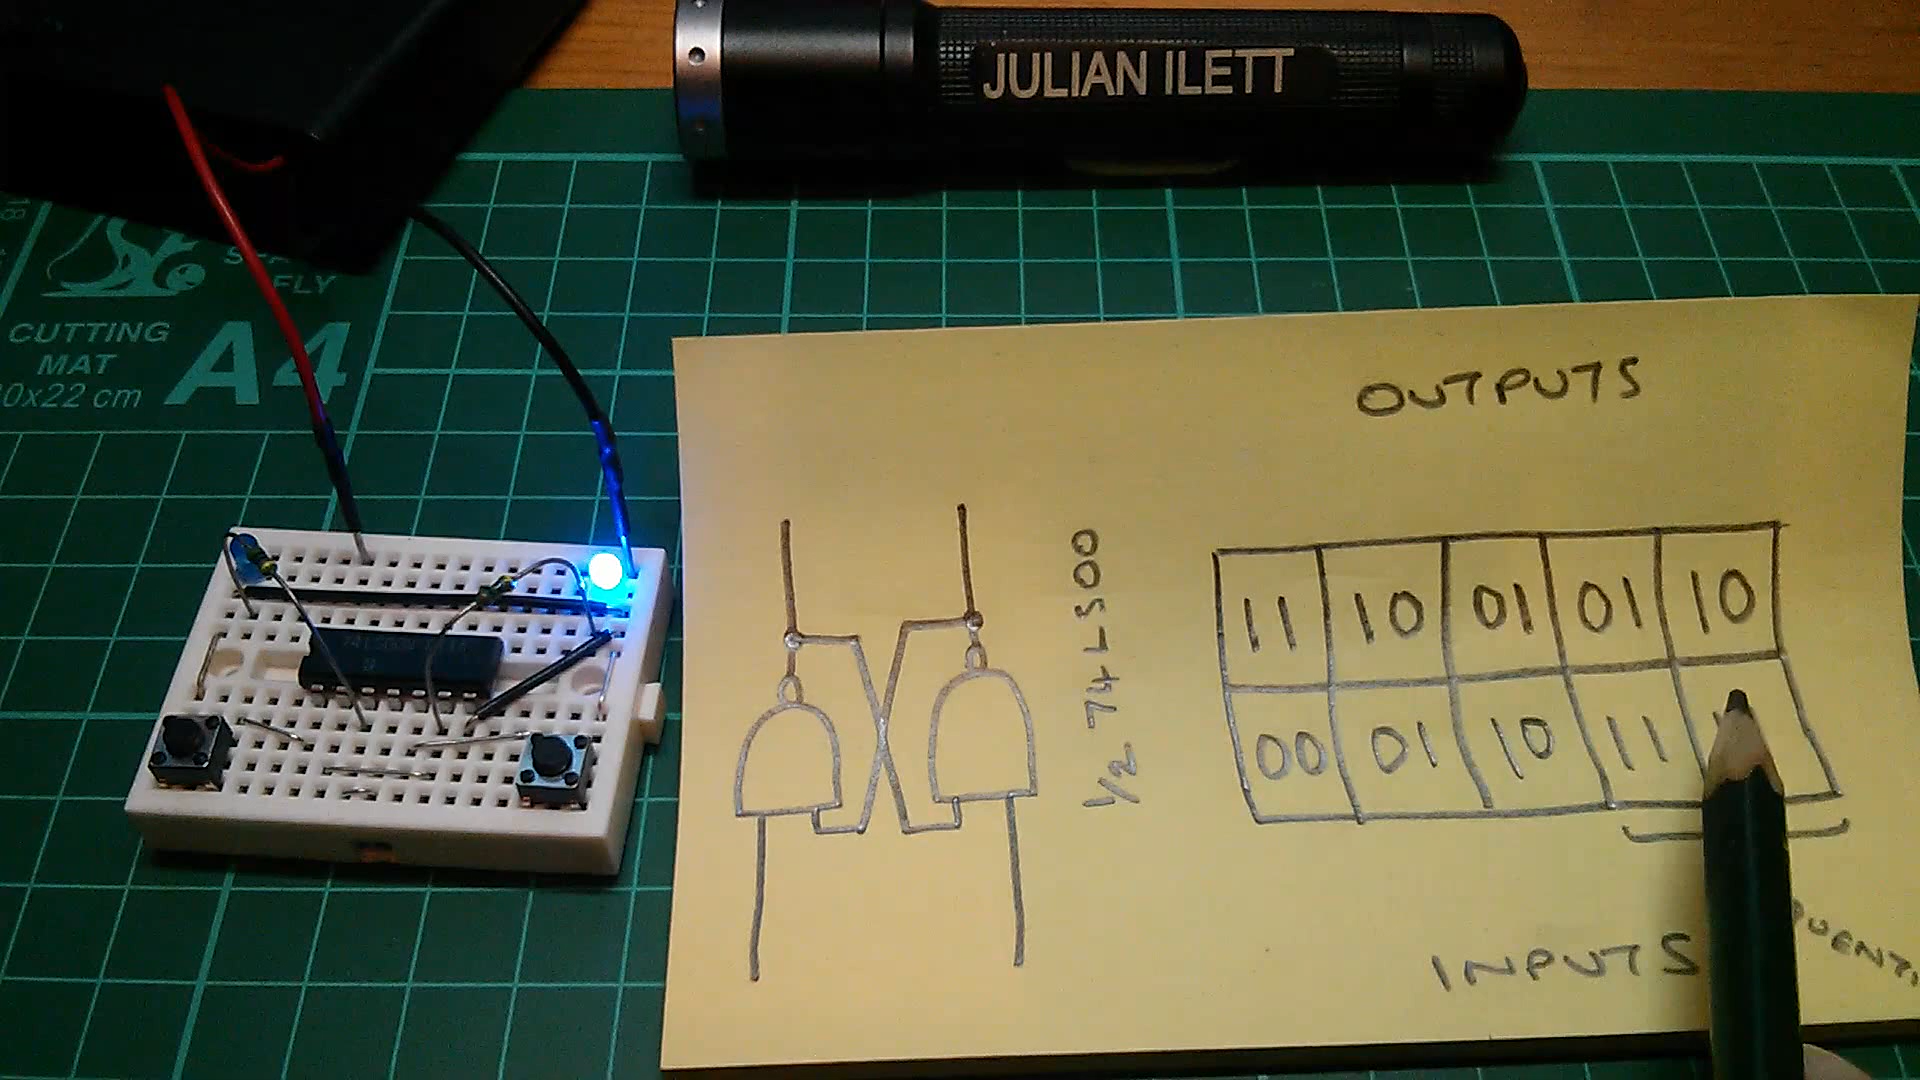 JULIAN ILETT
CUTTING
MAT
A4
22 cm
FLY
OUTPUTS
1/2 74LS00
11 10 01 01 10
00 01 10 11
INPUTS